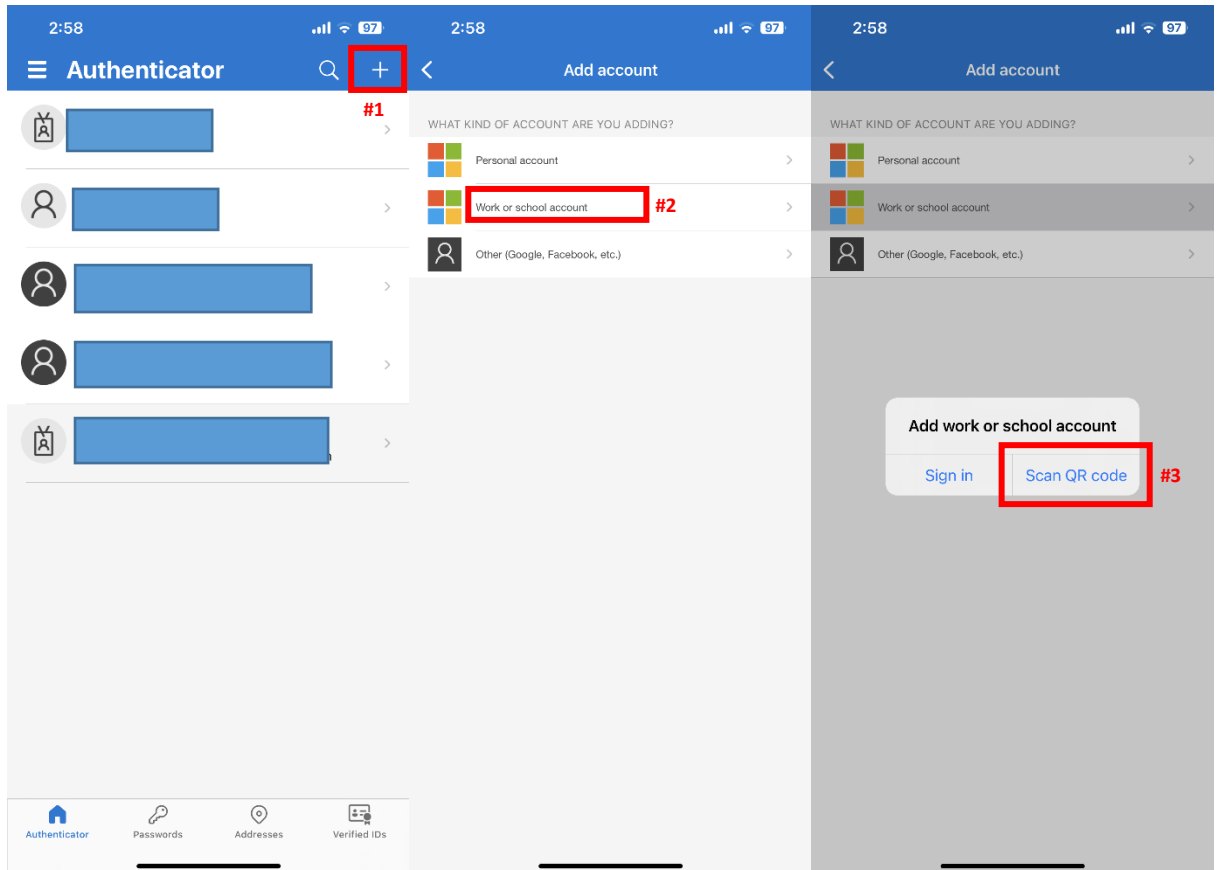 2:58
97
Authenticator
#1
Authenticator
Passwords
Addresses
Verified IDs
2:58
97
Add account
WHAT KIND OF ACCOUNT ARE YOU ADDING?
Personal account
Work or school account
#2
Other (Google, Facebook, etc.)
2:58
97
Add account
WHAT KIND OF ACCOUNT ARE YOU ADDING?
Personal account
Work or school account
Other (Google, Facebook, etc.)
Add work or school account
Sign in
Scan QR code
#3